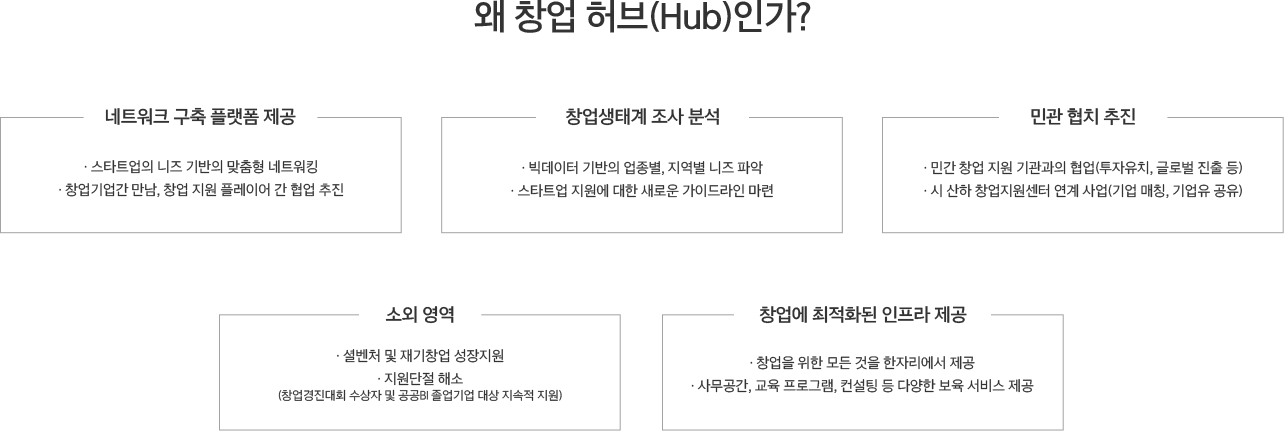 왜 창업 허브(Hub)인가?
네트워크 구축 플랫폼 제공
· 스타트업의 니즈 기반의 맞춤형 네트워킹
· 창업기업간 만남, 창업 지원 플레이어 간 협업 추진
창업생태계 조사 분석
· 빅데이터 기반의 업종별, 지역별 니즈 파악
· 스타트업 지원에 대한 새로운 가이드라인 마련
민관 협치 추진
· 민간 창업 지원 기관과의 협업(투자유치, 글로벌 진출 등)
· 시 산하 창업지원센터 연계 사업(기업 매칭, 기업유 공유)
소외 영역
· 셜벤처 및 재기창업 성장지원
· 지원단절 해소
(창업경진대회 수상자 및 공공BI 졸업기업 대상 지속적 지원)
창업에 최적화된 인프라 제공
· 창업을 위한 모든 것을 한자리에서 제공
· 사무공간, 교육 프로그램, 컨설팅 등 다양한 보육 서비스 제공